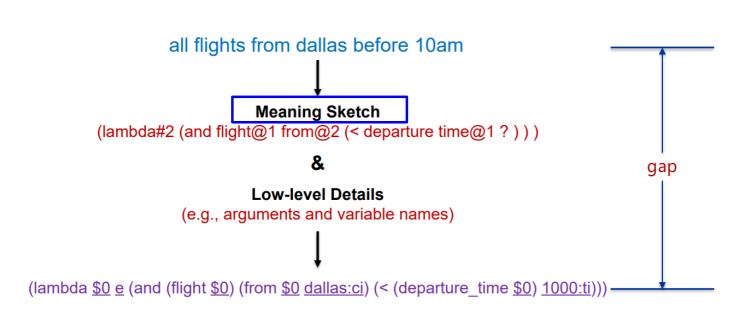 all flights from dallas before 10am
Meaning Sketch
(lambda#2 (and flight@1 from@2 (< departure time@1 ? ) ) )
&
Low-level Details
(e.g., arguments and variable names)
gap
(lambda $0 e (and (flight $0) (from $0 dallas:ci) (< (departure_time $0) 1000:ti)))